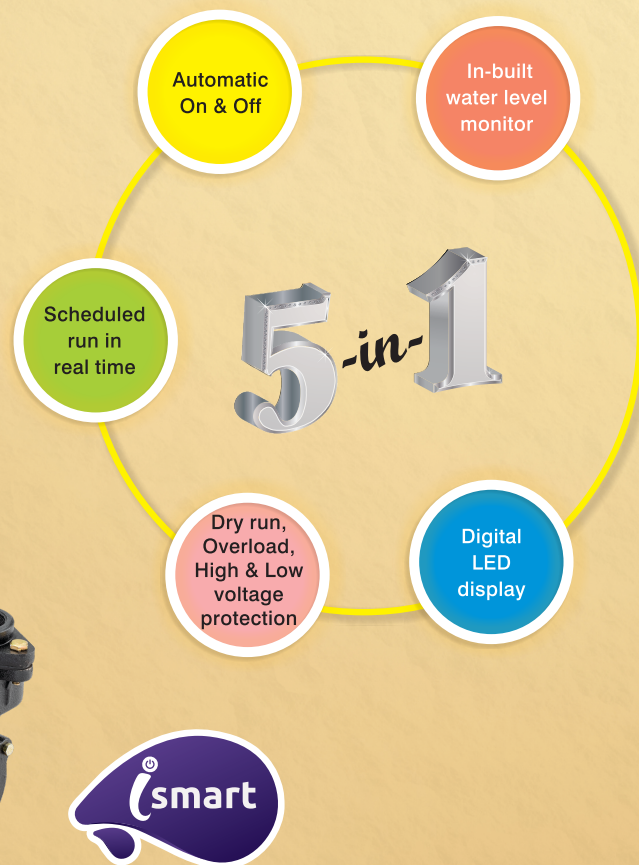 Automatic
On & Off
In-built
water level
monitor
Scheduled
run in
real time
5-in-1
Dry run,
Overload,
High & Low
voltage
protection
Digital
LED
display
ismart